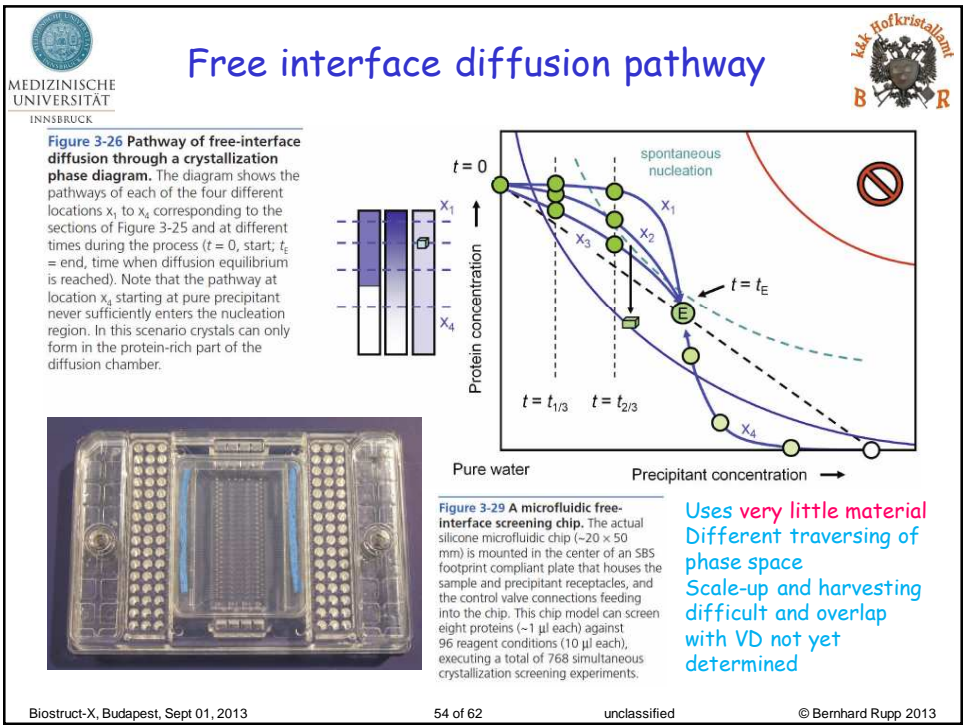 Free interface diffusion pathway
MEDIZINISCHE
UNIVERSITÄT
INNSBRUCK
k&k Hofkristallamt
B R
Figure 3-26 Pathway of free-interface
diffusion through a crystallization
phase diagram. The diagram shows the
pathways of each of the four different
locations x₁ to x₄ corresponding to the
sections of Figure 3-25 and at different
times during the process (t = 0, start; tE
= end, time when diffusion equilibrium
is reached). Note that the pathway at
location x₄ starting at pure precipitant
never sufficiently enters the nucleation
region. In this scenario crystals can only
form in the protein-rich part of the
diffusion chamber.
X₁
X₄
t = 0
Protein concentration
spontaneous
nucleation
X₁
X₂
X₃
t = tE
E
t = t1/3 t = t2/3
X₄
Pure water
Precipitant concentration
Figure 3-29 A microfluidic free-
interface screening chip. The actual
silicone microfluidic chip (~20 × 50
mm) is mounted in the center of an SBS
footprint compliant plate that houses the
sample and precipitant receptacles, and
the control valve connections feeding
into the chip. This chip model can screen
eight proteins (~1 µl each) against
96 reagent conditions (10 µl each),
executing a total of 768 simultaneous
crystallization screening experiments.
Uses very little material
Different traversing of
phase space
Scale-up and harvesting
difficult and overlap
with VD not yet
determined
Biostruct-X, Budapest, Sept 01, 2013 54 of 62 unclassified © Bernhard Rupp 2013